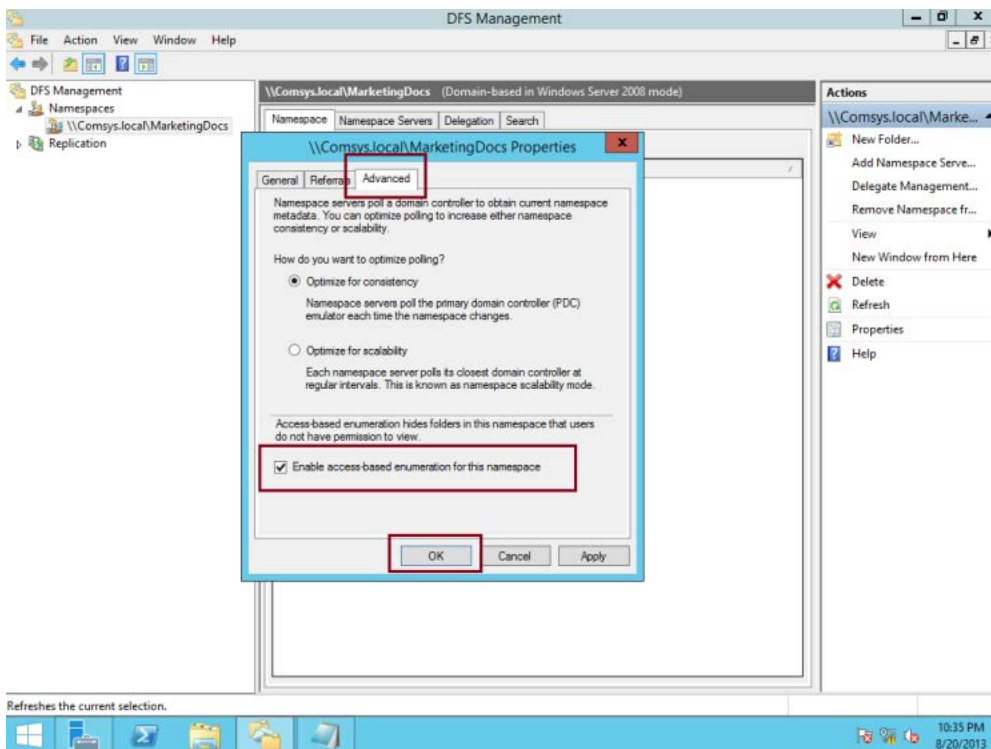 DFS Management
File Action View Window Help
DFS Management
Namespaces
\\Comsys.local\MarketingDocs
Replication
\\Comsys.local\MarketingDocs (Domain-based in Windows Server 2008 mode)
Namespace Namespace Servers Delegation Search
\\Comsys.local\MarketingDocs Properties
General Referrals Advanced
Namespace servers poll a domain controller to obtain current namespace
metadata. You can optimize polling to increase either namespace
consistency or scalability.
How do you want to optimize polling?
Optimize for consistency
Namespace servers poll the primary domain controller (PDC)
emulator each time the namespace changes.
Optimize for scalability
Each namespace server polls its closest domain controller at
regular intervals. This is known as namespace scalability mode.
Access-based enumeration hides folders in this namespace that users
do not have permission to view.
Enable access-based enumeration for this namespace
OK Cancel Apply
Actions
\\Comsys.local\Marke...
New Folder...
Add Namespace Serve...
Delegate Management...
Remove Namespace fr...
View
New Window from Here
Delete
Refresh
Properties
Help
Refreshes the current selection.
10:35 PM
8/20/2013